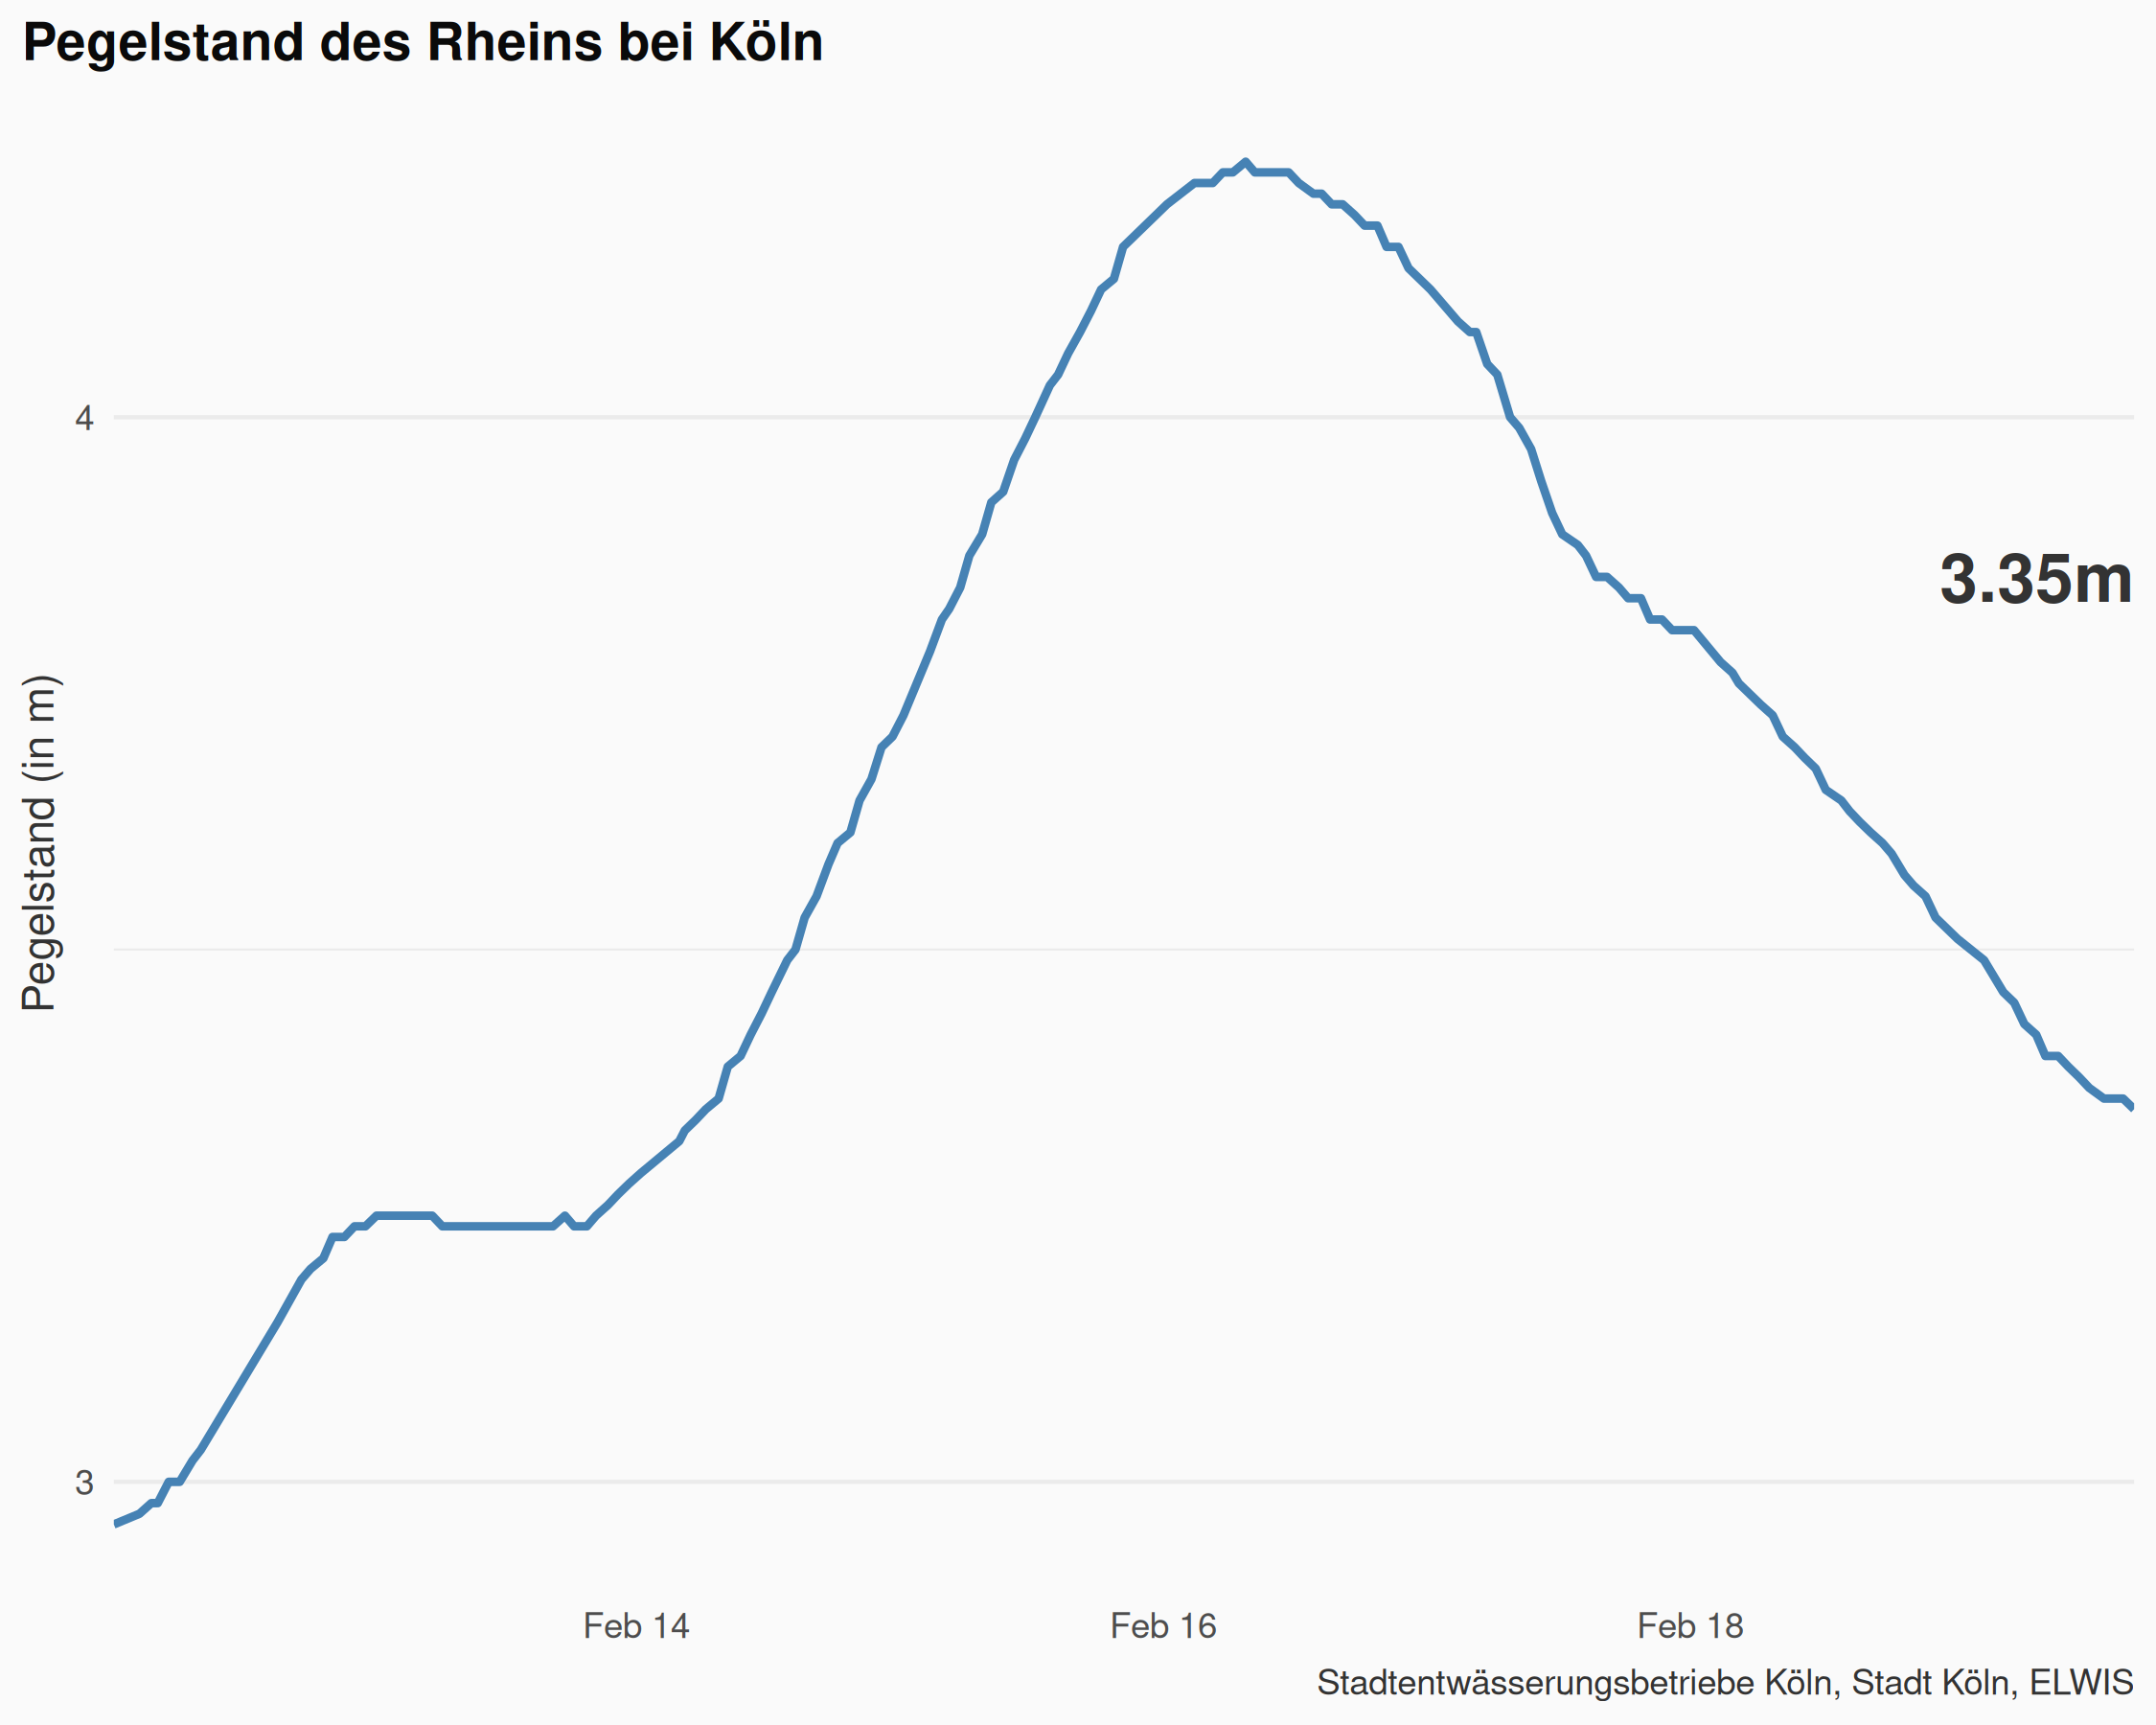 Pegelstand des Rheins bei Köln
Pegelstand (in m)
4
3
3.35m
Feb 14
Feb 16
Feb 18
Stadtentwässerungsbetriebe Köln, Stadt Köln, ELWIS